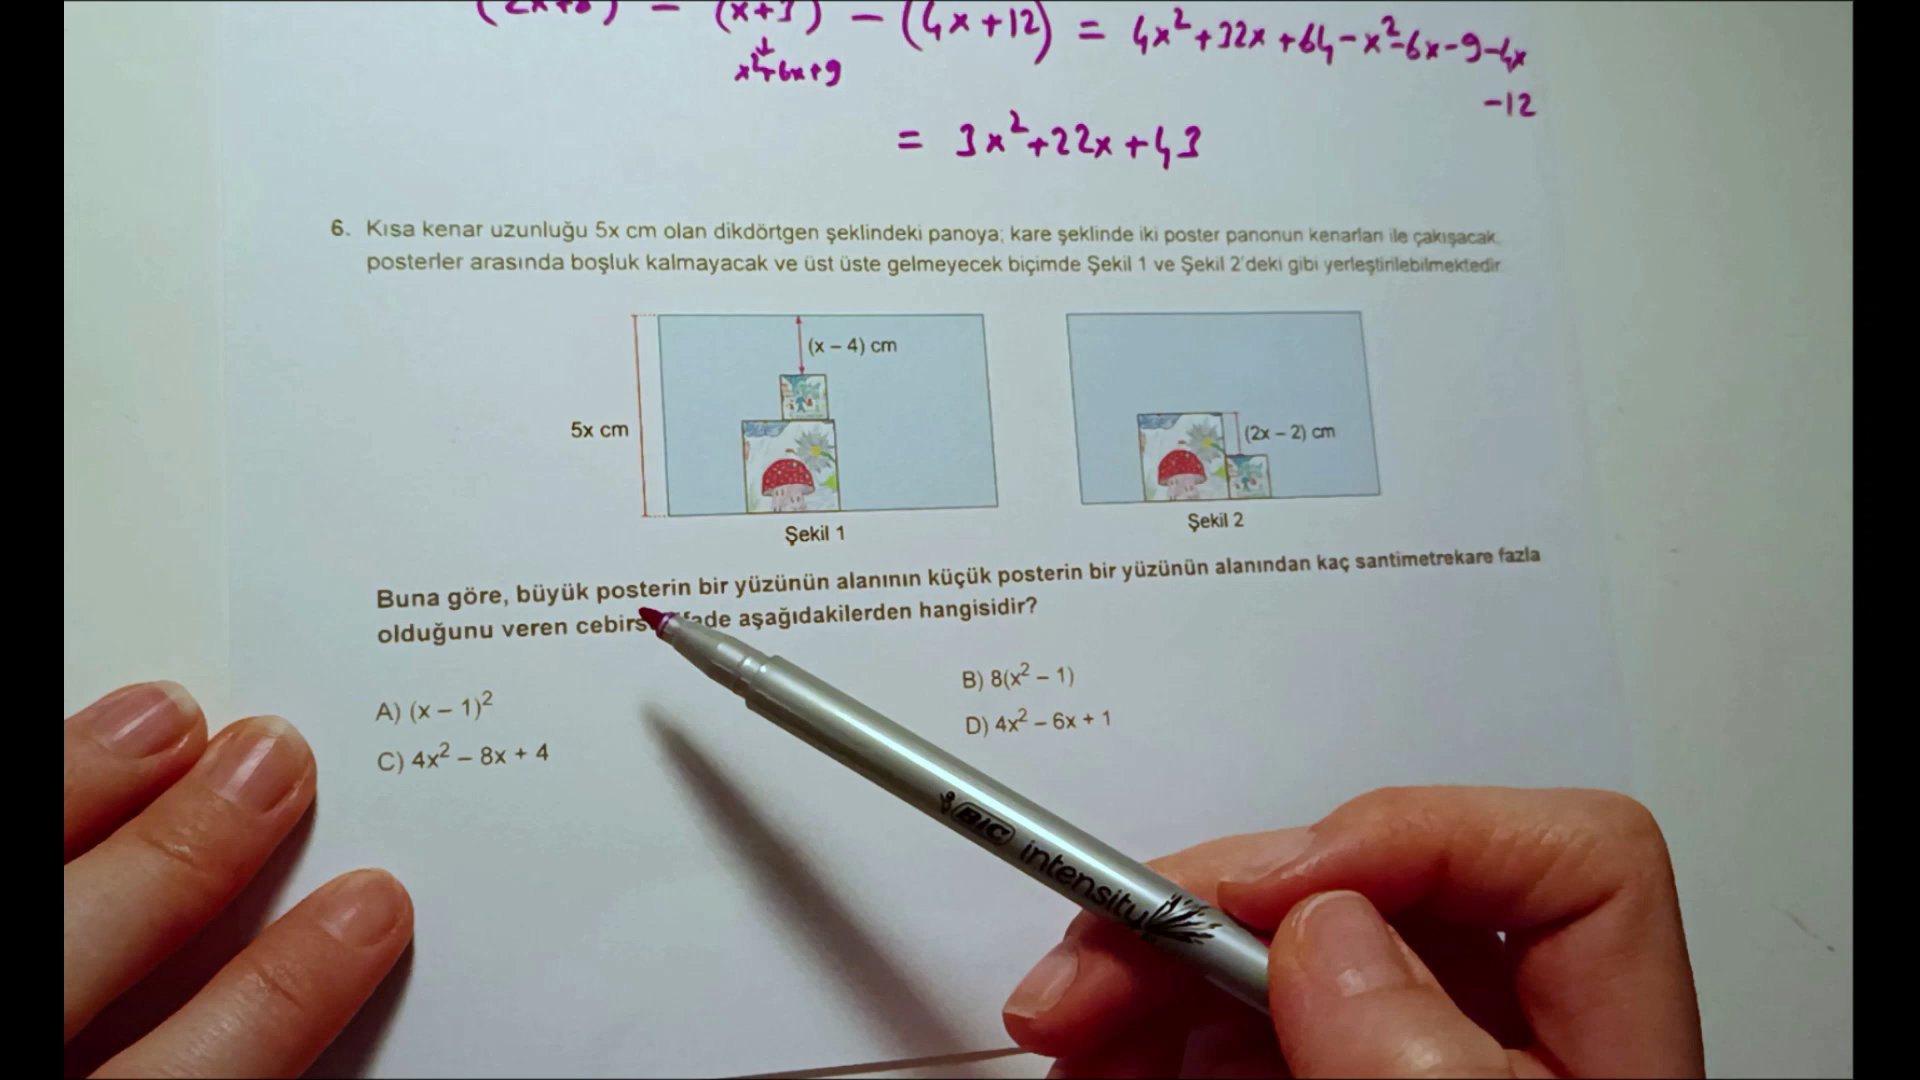 − (x+3) − (4x+12) = 4x²+32x+64−x²−6x−9−4x
x²+6x+9
−12
= 3x²+22x+43
6. Kısa kenar uzunluğu 5x cm olan dikdörtgen şeklindeki panoya; kare şeklinde iki poster panonun kenarları ile çakışacak,
posterler arasında boşluk kalmayacak ve üst üste gelmeyecek biçimde Şekil 1 ve Şekil 2'deki gibi yerleştirilebilmektedir.
(x – 4) cm
5x cm
(2x – 2) cm
Şekil 1
Şekil 2
Buna göre, büyük posterin bir yüzünün alanının küçük posterin bir yüzünün alanından kaç santimetrekare fazla
olduğunu veren aşağıdakilerden hangisidir?
A) (x – 1)²
B) 8(x² – 1)
C) 4x² – 8x + 4
D) 4x² – 6x + 1
BIC intensity